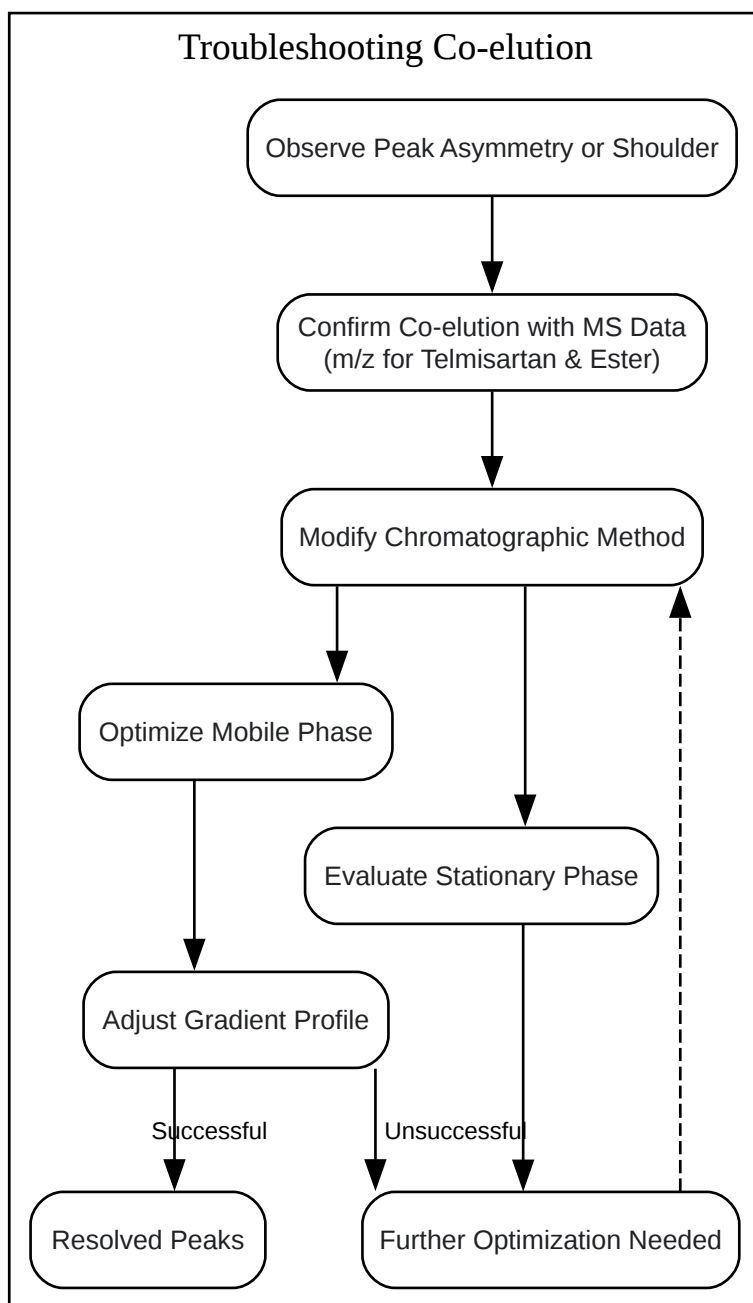 Troubleshooting Co-elution
Observe Peak Asymmetry or Shoulder
Confirm Co-elution with MS Data
(m/z for Telmisartan & Ester)
Modify Chromatographic Method
Optimize Mobile Phase
Evaluate Stationary Phase
Adjust Gradient Profile
Successful
Unsuccessful
Resolved Peaks
Further Optimization Needed